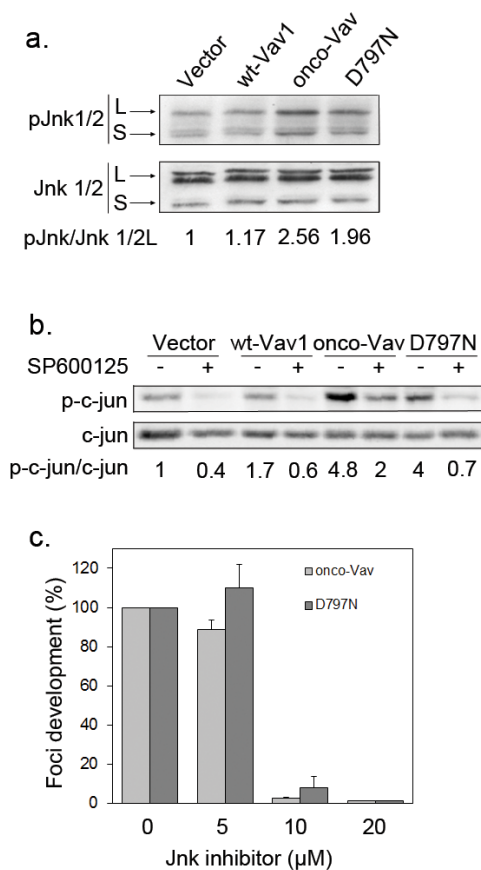 a.
Vector wt-Vav1 onco-Vav D797N
pJnk1/2 L
S
Jnk 1/2 L
S
pJnk/Jnk 1/2L 1 1.17 2.56 1.96
b.
Vector wt-Vav1 onco-Vav D797N
SP600125 - + - + - + - +
p-c-jun
c-jun
p-c-jun/c-jun 1 0.4 1.7 0.6 4.8 2 4 0.7
c.
Foci development (%)
120
100
80
60
40
20
0
onco-Vav
D797N
0 5 10 20
Jnk inhibitor (µM)